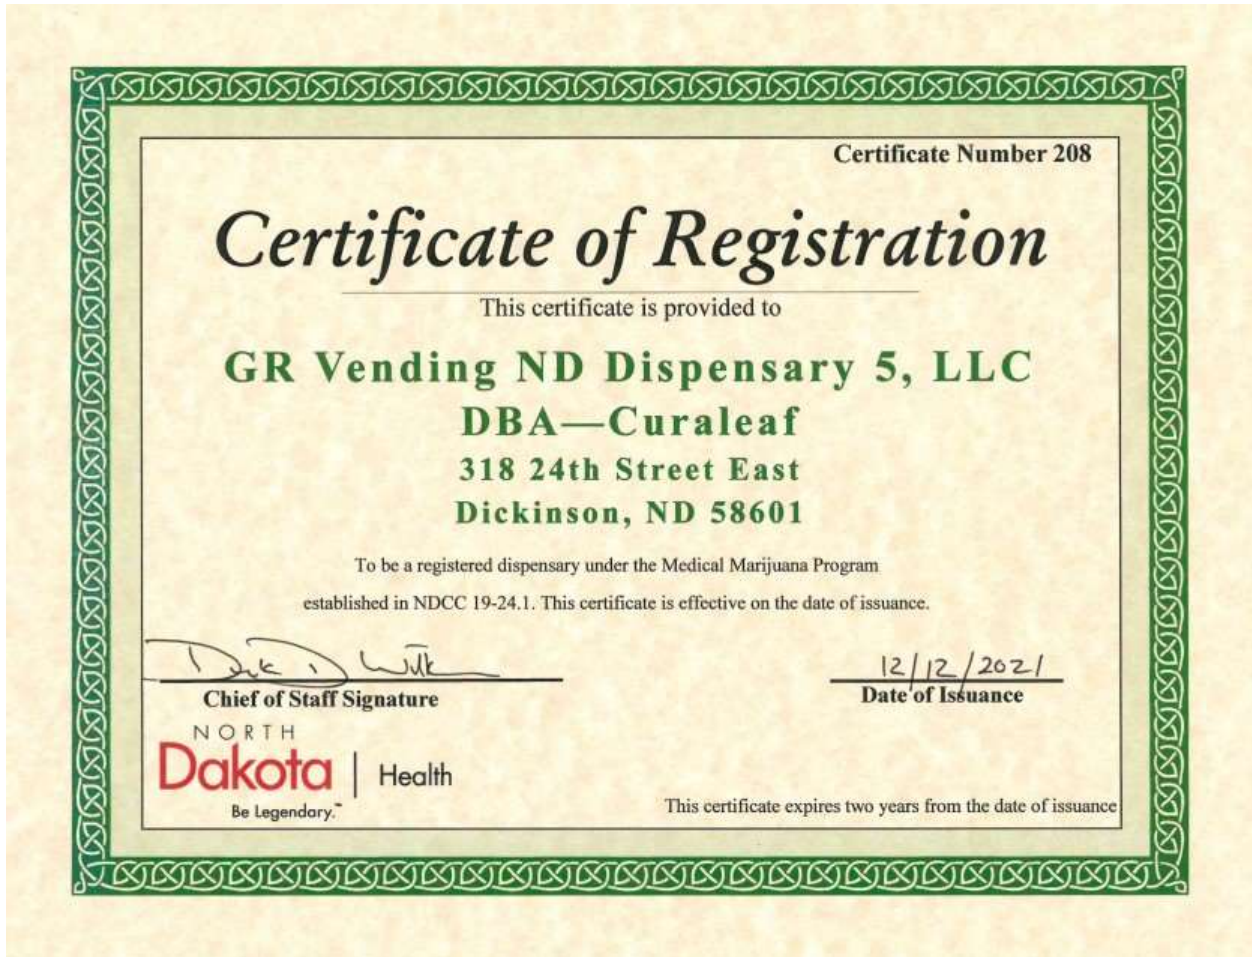 Certificate Number 208
Certificate of Registration
This certificate is provided to
GR Vending ND Dispensary 5, LLC
DBA—Curaleaf
318 24th Street East
Dickinson, ND 58601
To be a registered dispensary under the Medical Marijuana Program
established in NDCC 19-24.1. This certificate is effective on the date of issuance.
12/12/2021
Chief of Staff Signature
Date of Issuance
NORTH
Dakota | Health
Be Legendary.™
This certificate expires two years from the date of issuance